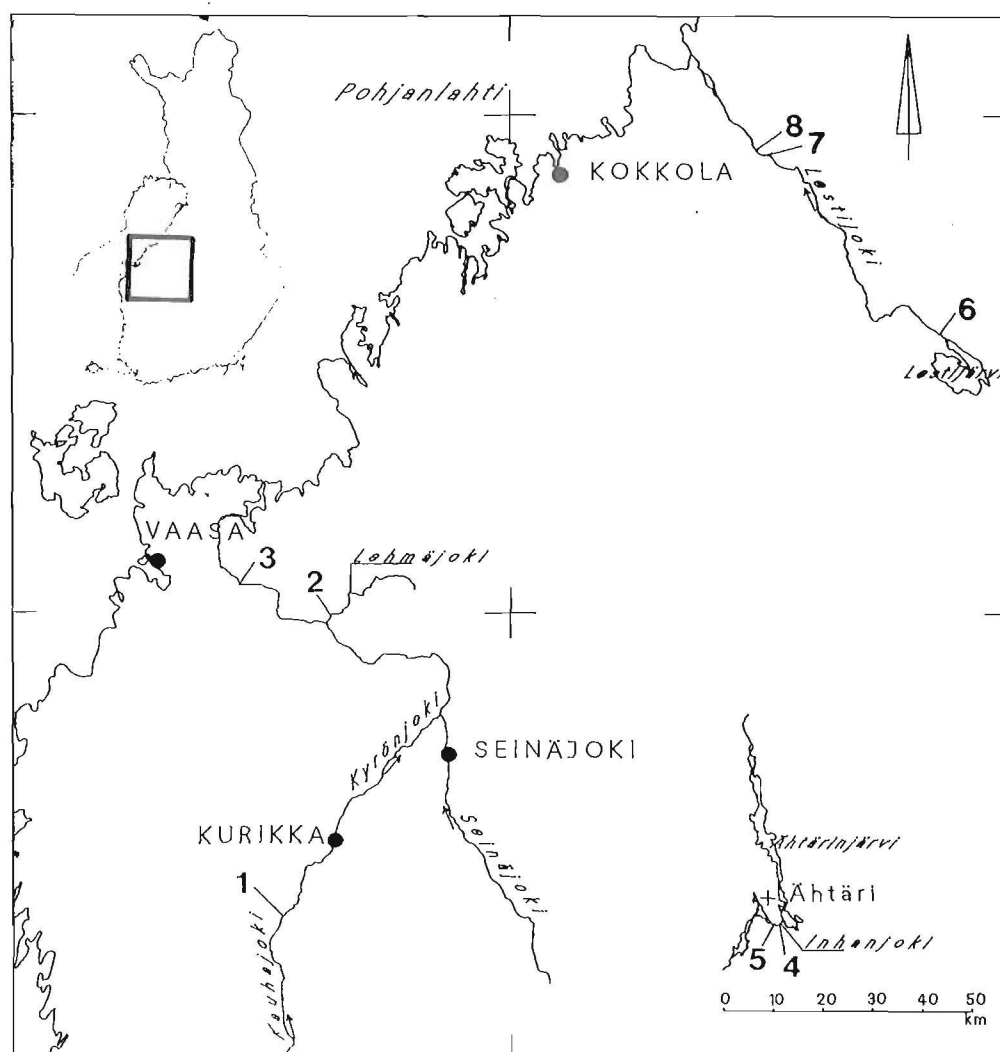 Pohjanlahti
8
7
KOKKOLA
Lestijoki
6
Lestijärvi
VAASA
3
Lehmäjoki
2
Kyrönjoki
SEINÄJOKI
KURIKKA
Seinäjoki
1
Kauhajoki
Ähtärinjärvi
Ähtäri
Inhanjoki
5
4
0 10 20 30 40 50
km